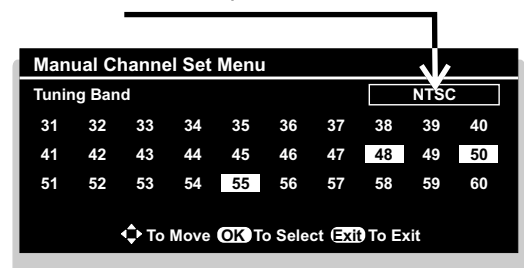 Manual Channel Set Menu
Tuning Band NTSC
31 32 33 34 35 36 37 38 39 40
41 42 43 44 45 46 47 48 49 50
51 52 53 54 55 56 57 58 59 60
To Move OK To Select Exit To Exit